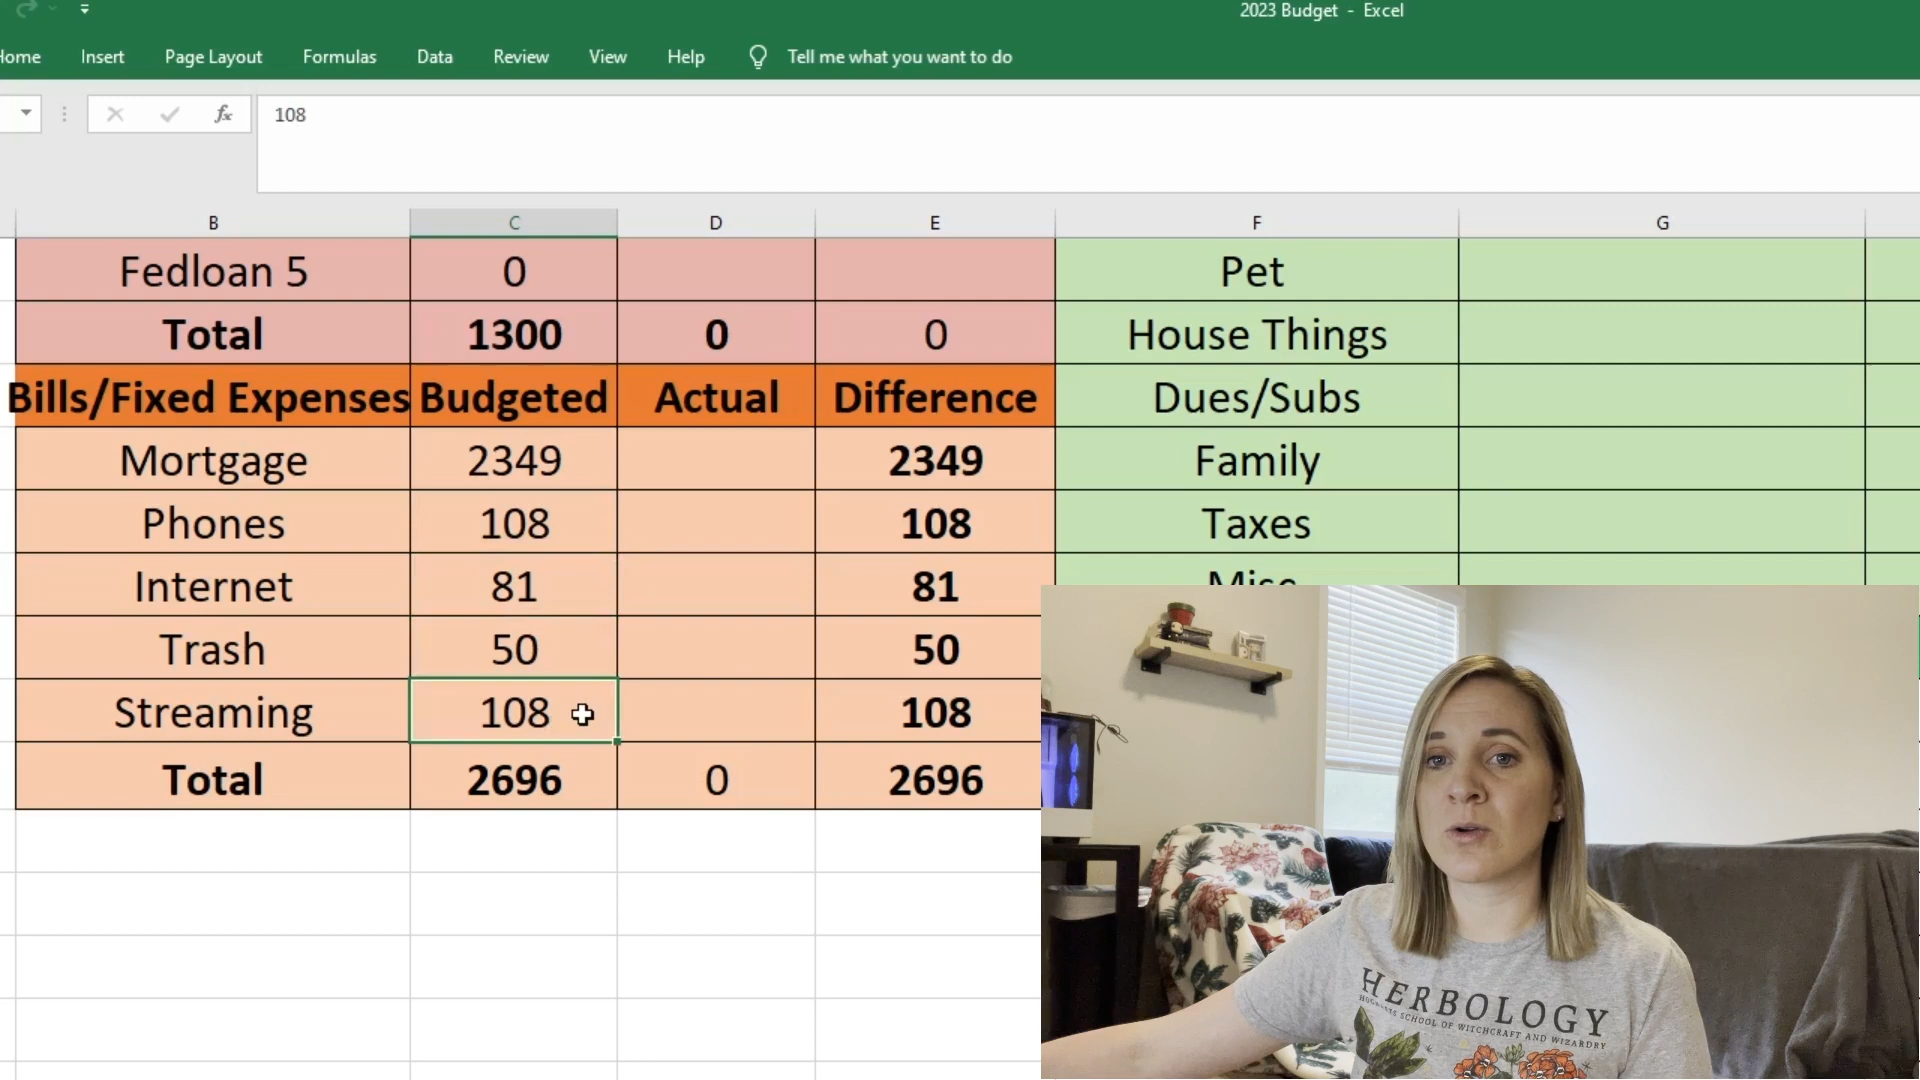 2023 Budget - Excel
Home Insert Page Layout Formulas Data Review View Help Tell me what you want to do
fx 108
B C D E F G
Fedloan 5 0 Pet
Total 1300 0 0 House Things
Bills/Fixed Expenses Budgeted Actual Difference Dues/Subs
Mortgage 2349 2349 Family
Phones 108 108 Taxes
Internet 81 81 Misc
Trash 50 50
Streaming 108 108
Total 2696 0 2696
HERBOLOGY
HOGWARTS SCHOOL OF WITCHCRAFT AND WIZARDRY